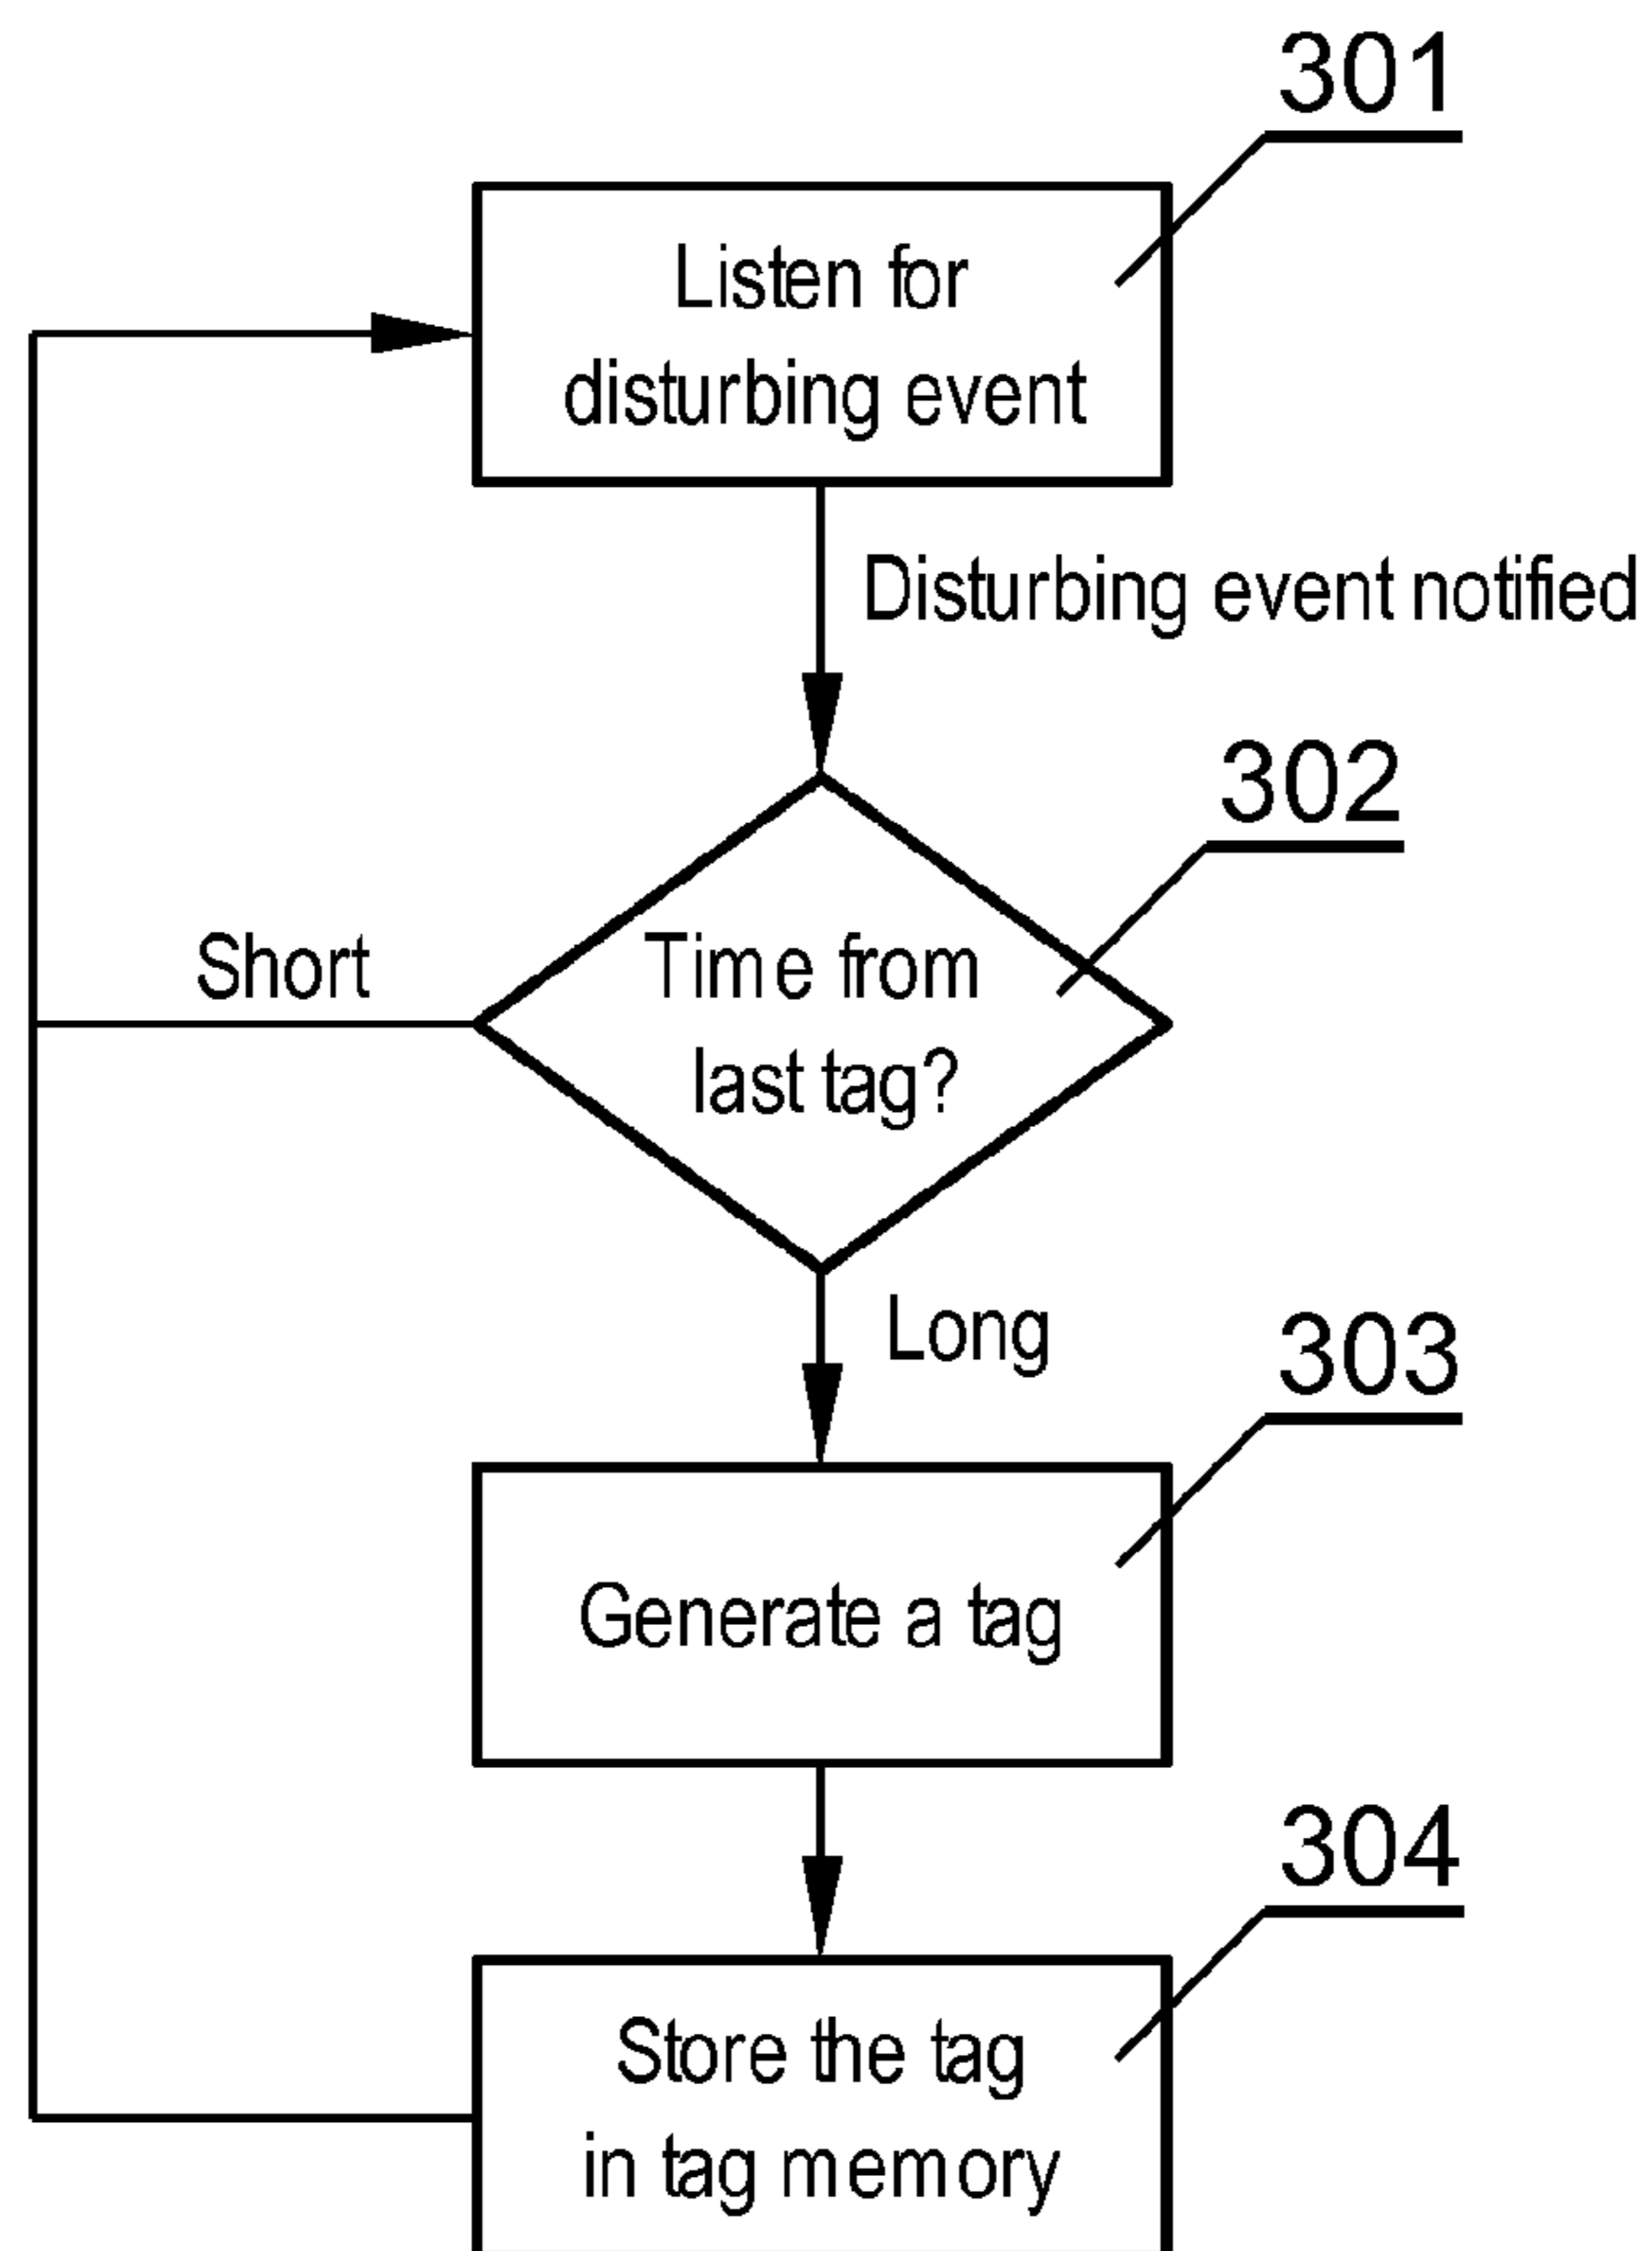 301
Listen for
disturbing event
Disturbing event notified
302
Short
Time from
last tag?
Long
303
Generate a tag
304
Store the tag
in tag memory